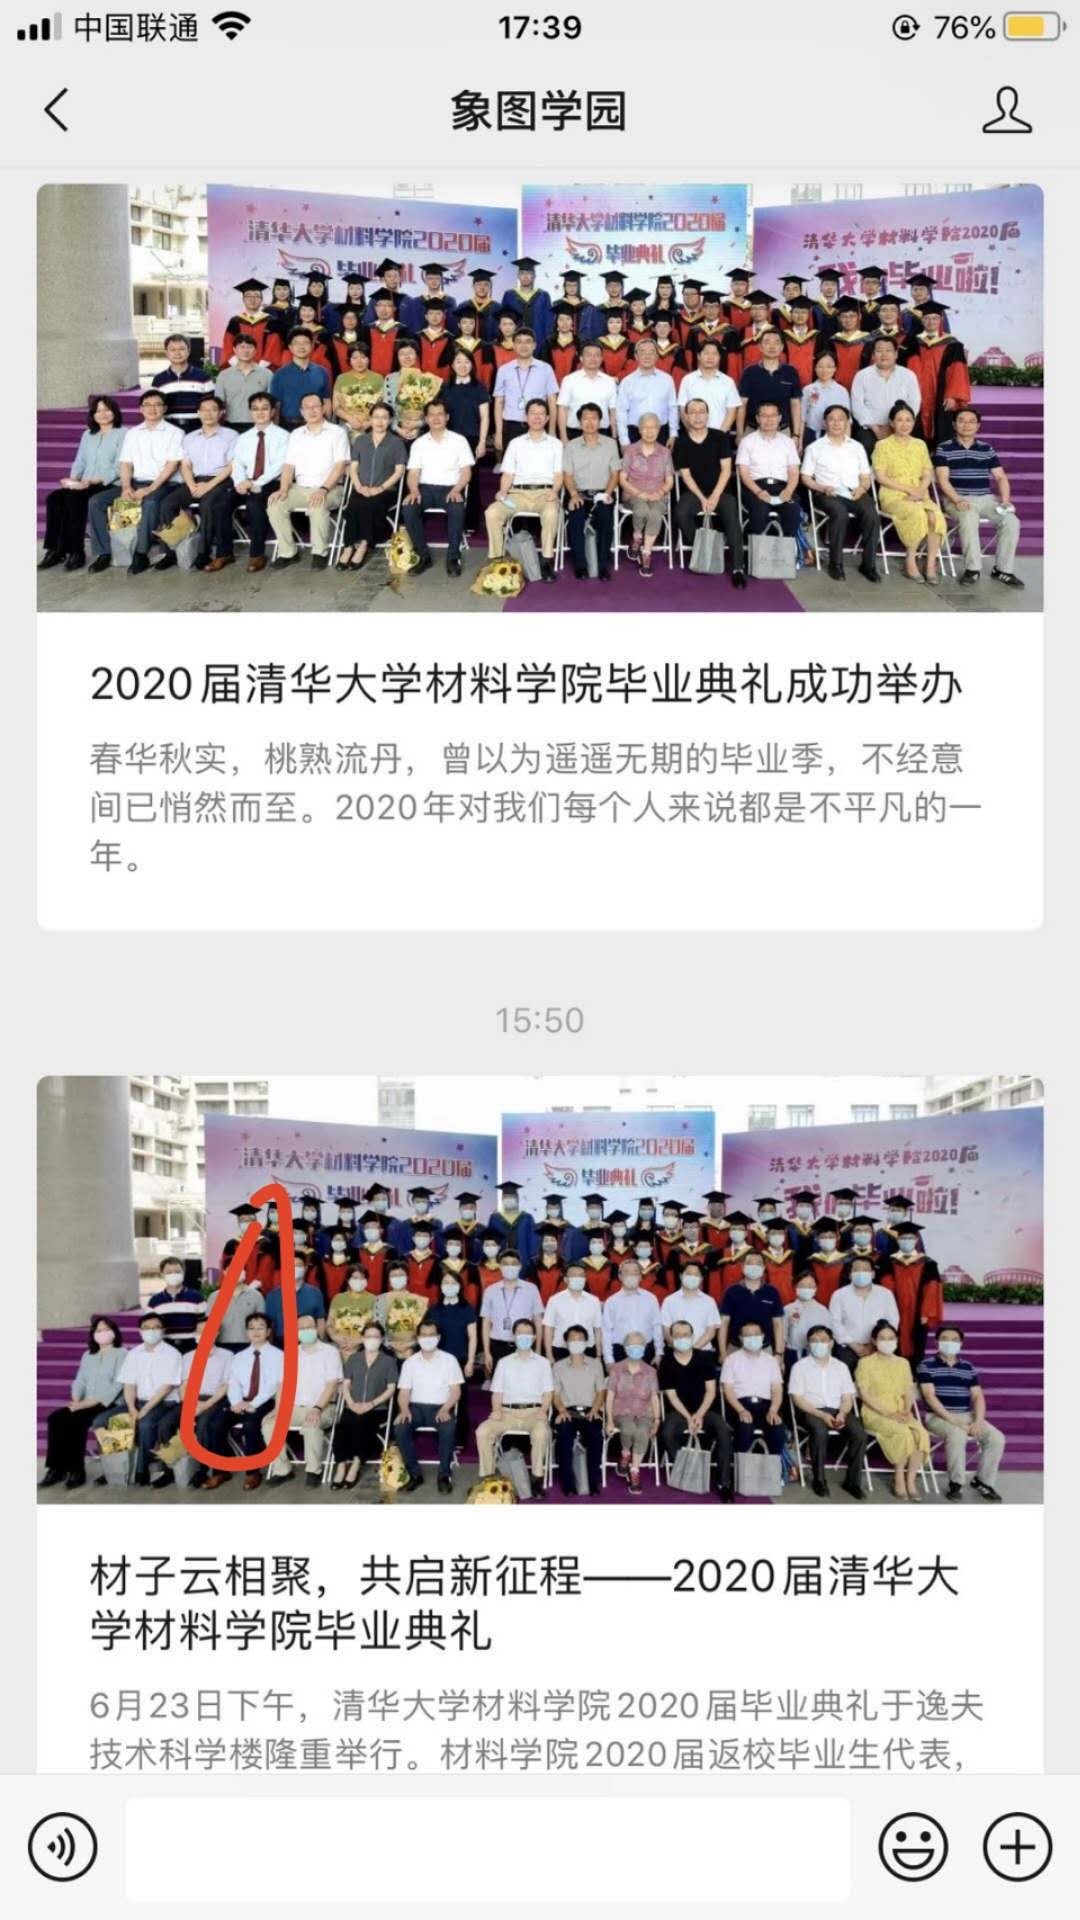 中国联通
17:39
76%
象图学园
清华大学材料学院2020届
毕业典礼
清华大学材料学院2020届
毕业典礼
清华大学材料学院2020届
我们毕业啦!
2020届清华大学材料学院毕业典礼成功举办
春华秋实，桃熟流丹，曾以为遥遥无期的毕业季，不经意
间已悄然而至。2020年对我们每个人来说都是不平凡的一
年。
15:50
清华大学材料学院2020届
毕业典礼
清华大学材料学院2020届
毕业典礼
清华大学材料学院2020届
我们毕业啦!
材子云相聚，共启新征程——2020届清华大
学材料学院毕业典礼
6月23日下午，清华大学材料学院2020届毕业典礼于逸夫
技术科学楼隆重举行。材料学院2020届返校毕业生代表，